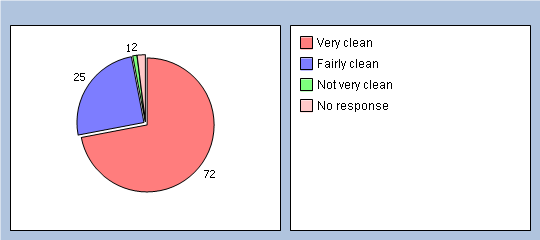 12
25
72
Very clean
Fairly clean
Not very clean
No response